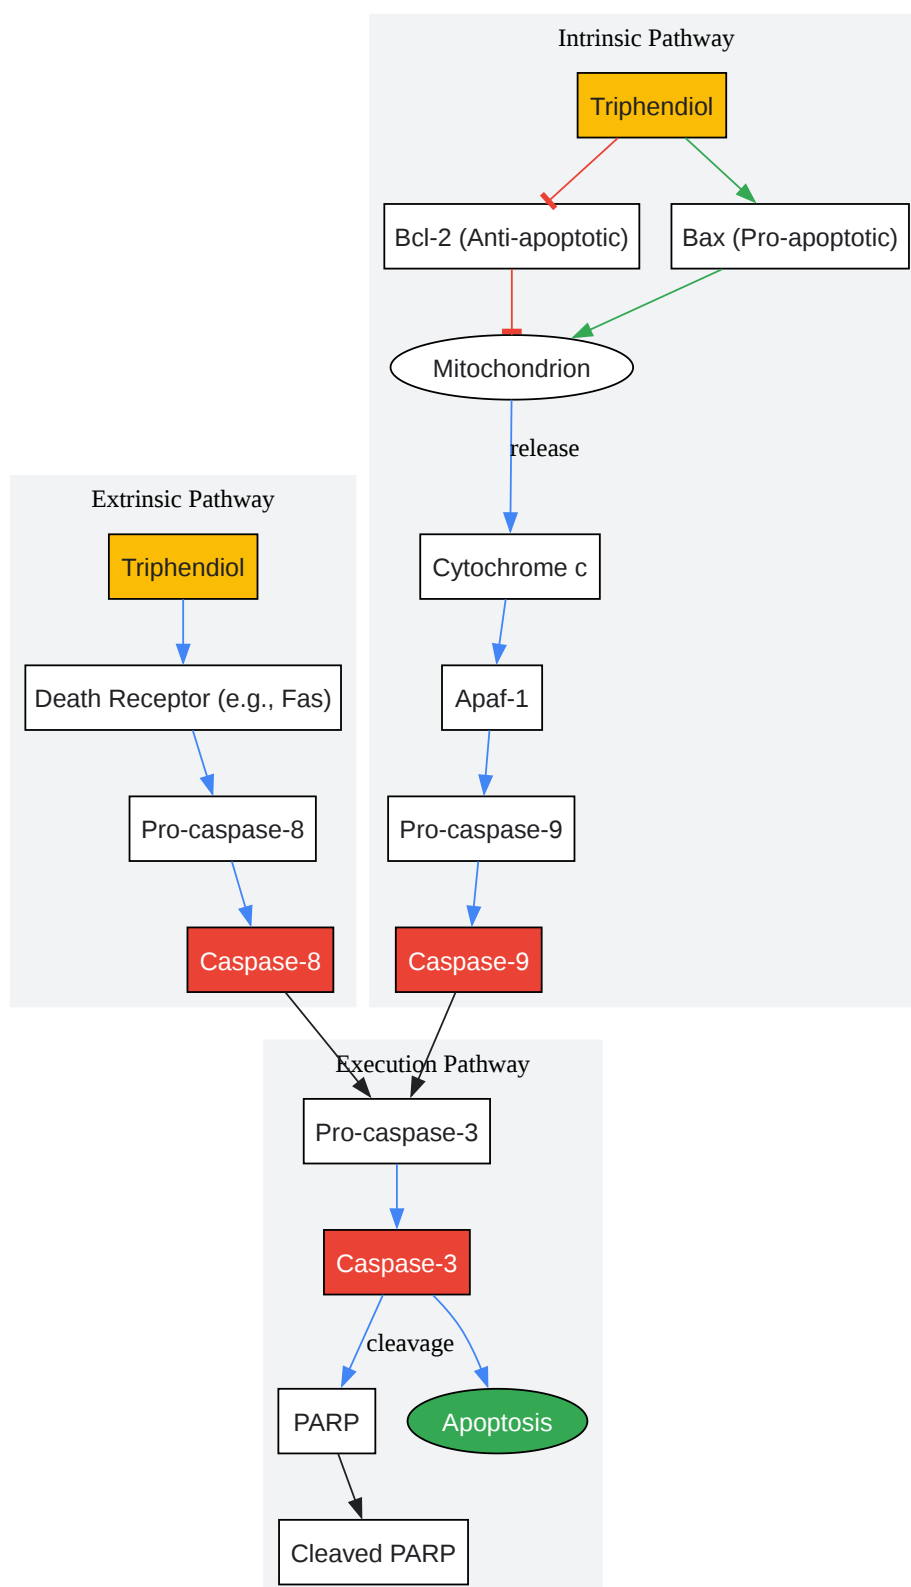 Intrinsic Pathway
Triphendiol
Bcl-2 (Anti-apoptotic)
Bax (Pro-apoptotic)
Mitochondrion
release
Cytochrome c
Apaf-1
Pro-caspase-9
Caspase-9
Extrinsic Pathway
Triphendiol
Death Receptor (e.g., Fas)
Pro-caspase-8
Caspase-8
Execution Pathway
Pro-caspase-3
Caspase-3
cleavage
PARP
Apoptosis
Cleaved PARP